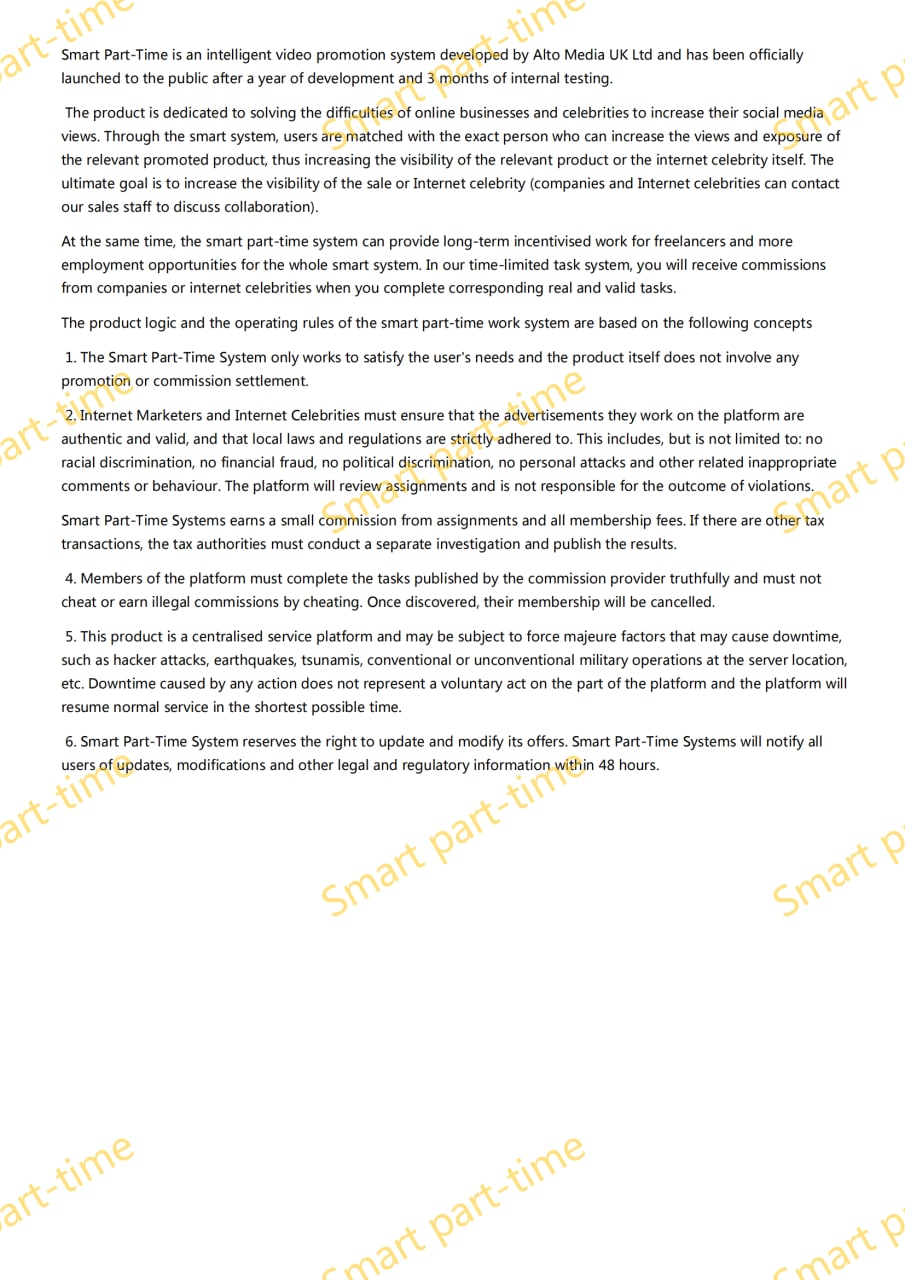 Smart Part-Time is an intelligent video promotion system developed by Alto Media UK Ltd and has been officially
launched to the public after a year of development and 3 months of internal testing.
The product is dedicated to solving the difficulties of online businesses and celebrities to increase their social media
views. Through the smart system, users are matched with the exact person who can increase the views and exposure of
the relevant promoted product, thus increasing the visibility of the relevant product or the internet celebrity itself. The
ultimate goal is to increase the visibility of the sale or Internet celebrity (companies and Internet celebrities can contact
our sales staff to discuss collaboration).
At the same time, the smart part-time system can provide long-term incentivised work for freelancers and more
employment opportunities for the whole smart system. In our time-limited task system, you will receive commissions
from companies or internet celebrities when you complete corresponding real and valid tasks.
The product logic and the operating rules of the smart part-time work system are based on the following concepts
1. The Smart Part-Time System only works to satisfy the user's needs and the product itself does not involve any
promotion or commission settlement.
2. Internet Marketers and Internet Celebrities must ensure that the advertisements they work on the platform are
authentic and valid, and that local laws and regulations are strictly adhered to. This includes, but is not limited to: no
racial discrimination, no financial fraud, no political discrimination, no personal attacks and other related inappropriate
comments or behaviour. The platform will review assignments and is not responsible for the outcome of violations.
Smart Part-Time Systems earns a small commission from assignments and all membership fees. If there are other tax
transactions, the tax authorities must conduct a separate investigation and publish the results.
4. Members of the platform must complete the tasks published by the commission provider truthfully and must not
cheat or earn illegal commissions by cheating. Once discovered, their membership will be cancelled.
5. This product is a centralised service platform and may be subject to force majeure factors that may cause downtime,
such as hacker attacks, earthquakes, tsunamis, conventional or unconventional military operations at the server location,
etc. Downtime caused by any action does not represent a voluntary act on the part of the platform and the platform will
resume normal service in the shortest possible time.
6. Smart Part-Time System reserves the right to update and modify its offers. Smart Part-Time Systems will notify all
users of updates, modifications and other legal and regulatory information within 48 hours.
art-time
Smart part-time
Smart p
art-time
Smart part-time
Smart p
art-time
Smart part-time
Smart p
art-time
Smart part-time
Smart p